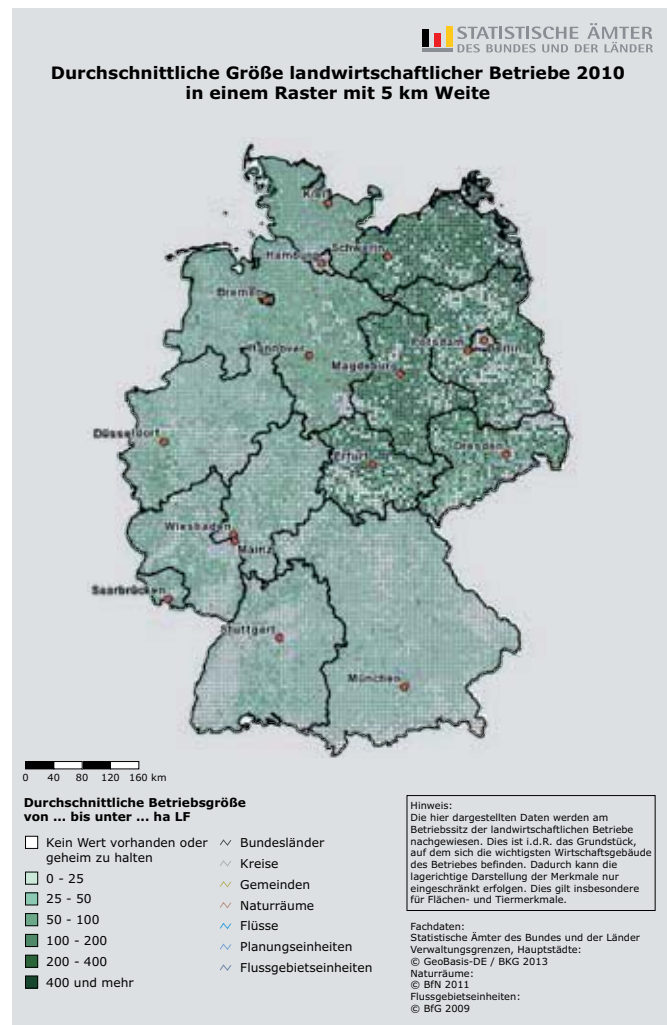 STATISTISCHE ÄMTER
DES BUNDES UND DER LÄNDER
Durchschnittliche Größe landwirtschaftlicher Betriebe 2010
in einem Raster mit 5 km Weite
Kiel
Schwerin
Hamburg
Bremen
Hannover
Potsdam
Berlin
Magdeburg
Düsseldorf
Erfurt
Dresden
Wiesbaden
Mainz
Saarbrücken
Stuttgart
München
0 40 80 120 160 km
Durchschnittliche Betriebsgröße
von ... bis unter ... ha LF
Kein Wert vorhanden oder
geheim zu halten
0 - 25
25 - 50
50 - 100
100 - 200
200 - 400
400 und mehr
Bundesländer
Kreise
Gemeinden
Naturräume
Flüsse
Planungseinheiten
Flussgebietseinheiten
Hinweis:
Die hier dargestellten Daten werden am
Betriebssitz der landwirtschaftlichen Betriebe
nachgewiesen. Dies ist i.d.R. das Grundstück,
auf dem sich die wichtigsten Wirtschaftsgebäude
des Betriebes befinden. Dadurch kann die
lagerichtige Darstellung der Merkmale nur
eingeschränkt erfolgen. Dies gilt insbesondere
für Flächen- und Tiermerkmale.
Fachdaten:
Statistische Ämter des Bundes und der Länder
Verwaltungsgrenzen, Hauptstädte:
© GeoBasis-DE / BKG 2013
Naturräume:
© BfN 2011
Flussgebietseinheiten:
© BfG 2009